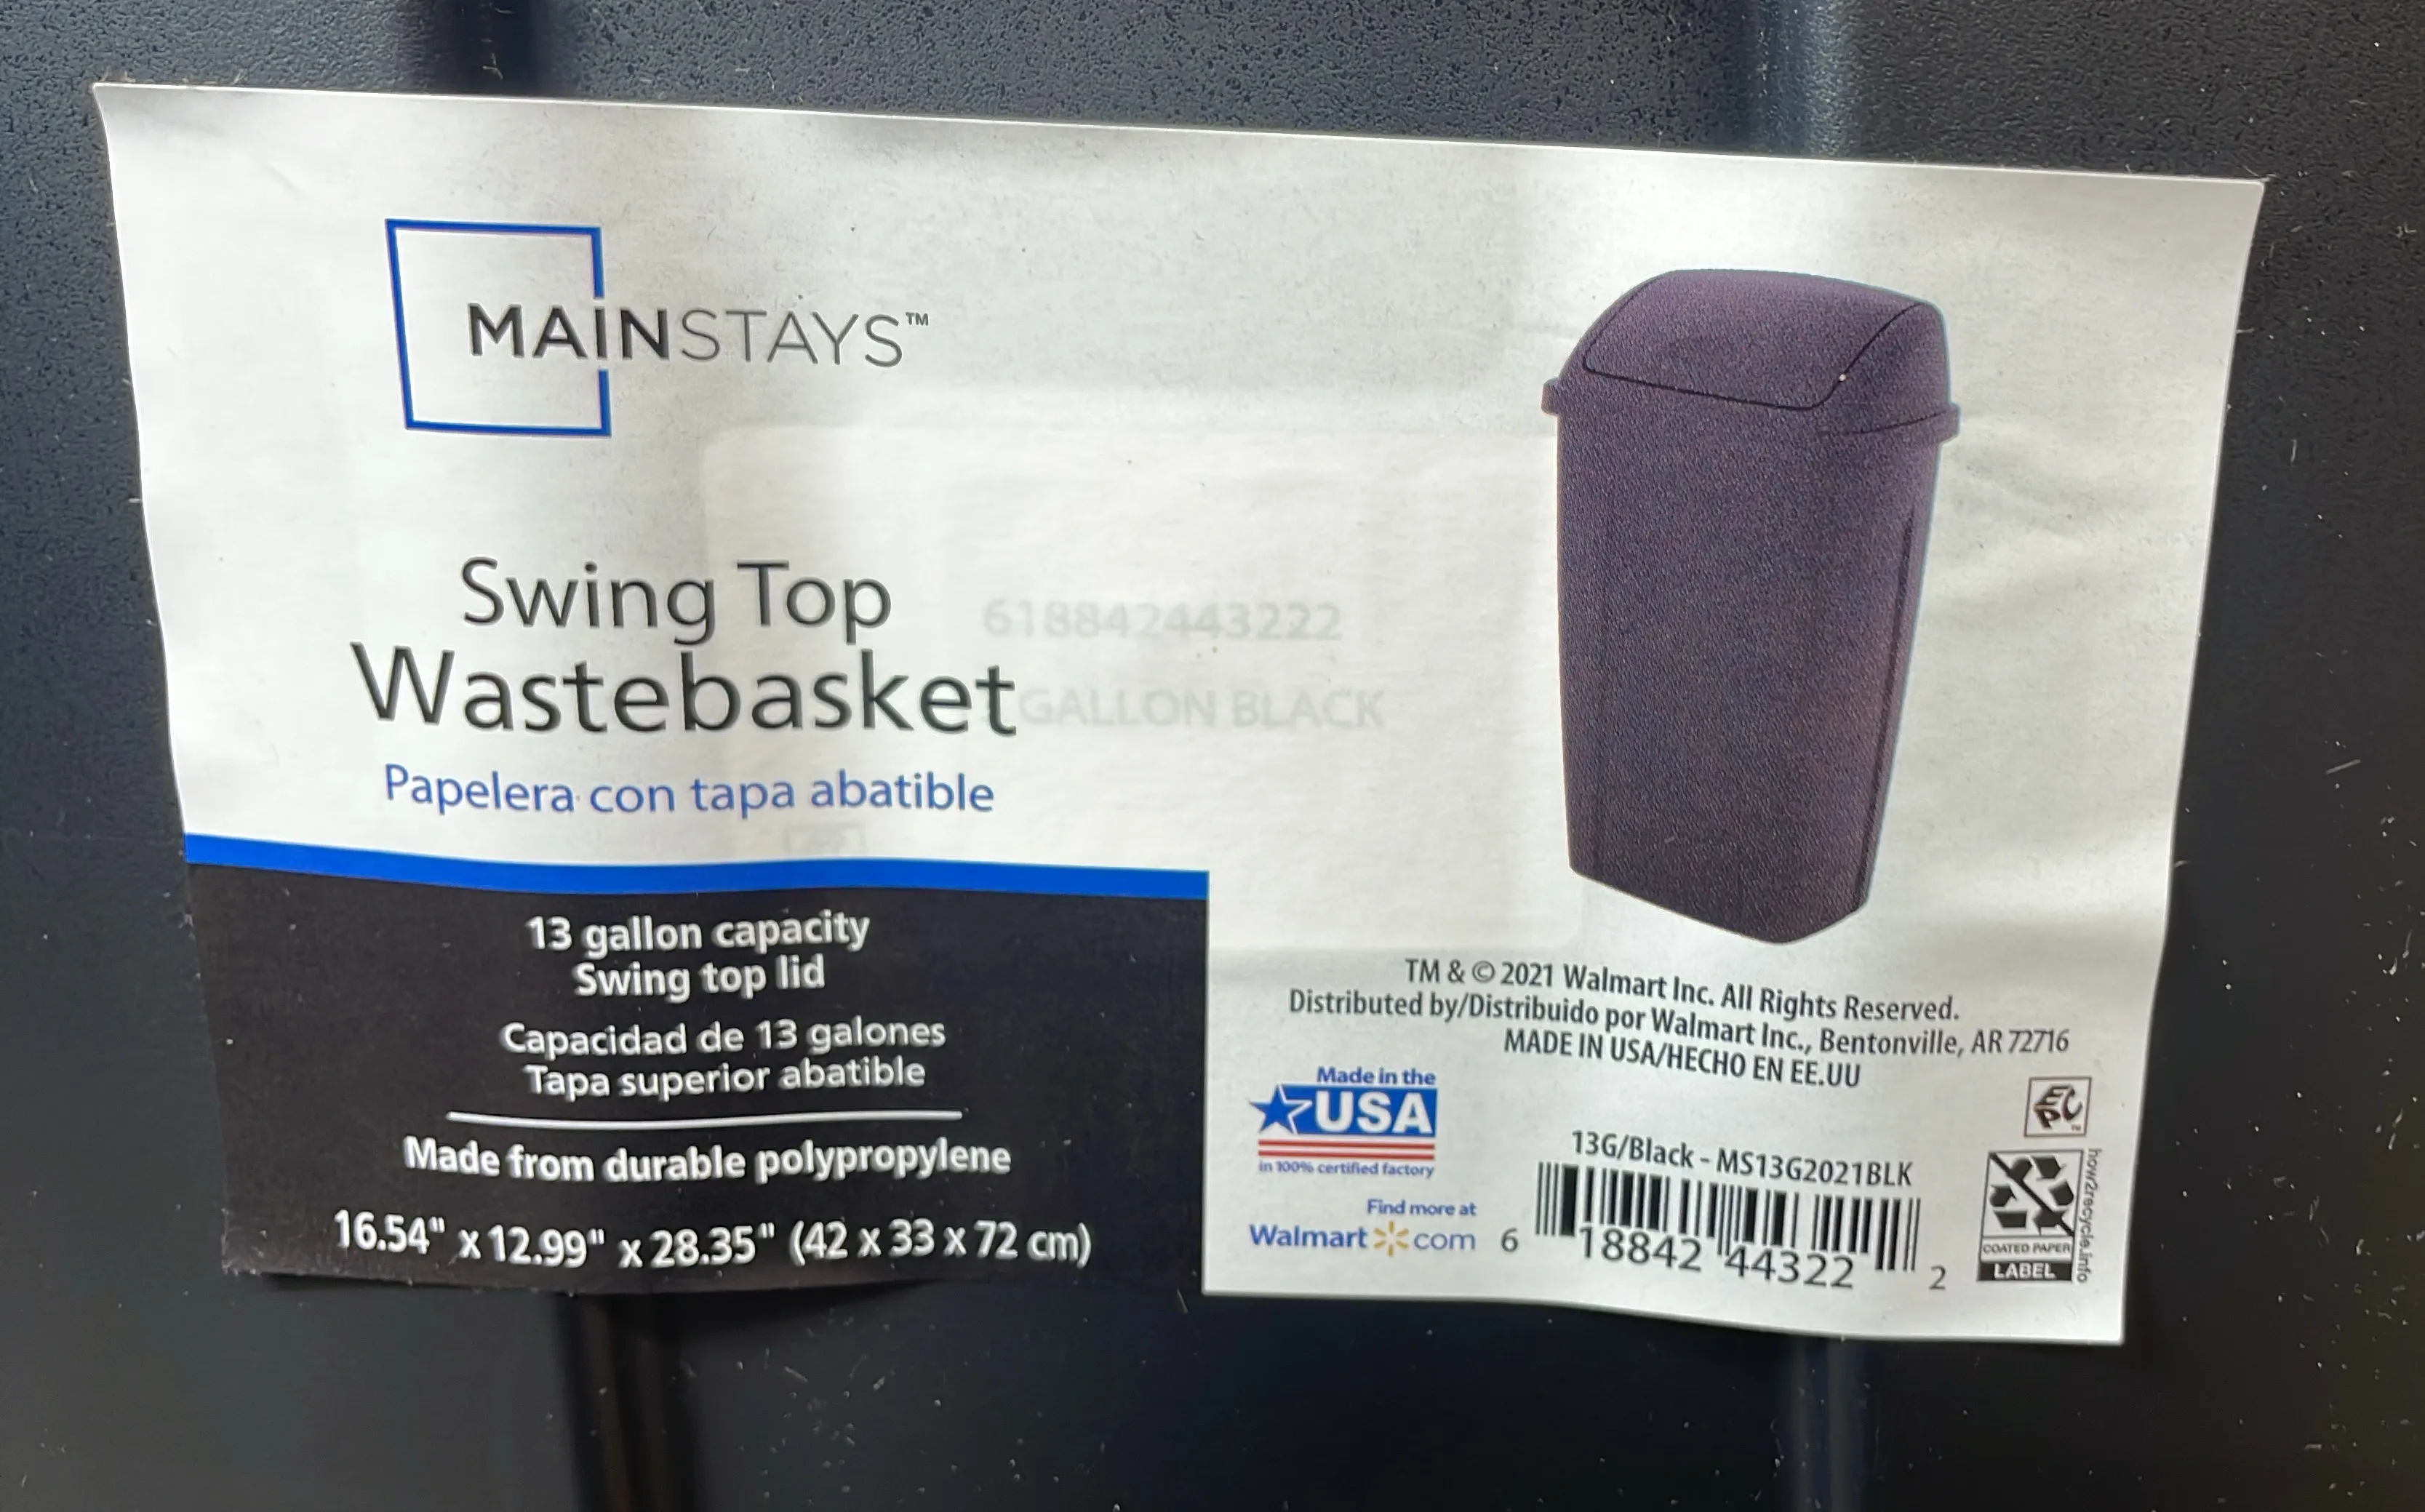 MAINSTAYS™
Swing Top
Wastebasket
Papelera con tapa abatible
618842443222
GALLON BLACK
13 gallon capacity
Swing top lid
Capacidad de 13 galones
Tapa superior abatible
Made from durable polypropylene
16.54" x 12.99" x 28.35" (42 x 33 x 72 cm)
TM & © 2021 Walmart Inc. All Rights Reserved.
Distributed by/Distribuido por Walmart Inc., Bentonville, AR 72716
MADE IN USA/HECHO EN EE.UU
Made in the
USA
in 100% certified factory
Find more at
Walmart com
13G/Black - MS13G2021BLK
6 18842 44322 2
EPC™
COATED PAPER
LABEL
how2recycle.info